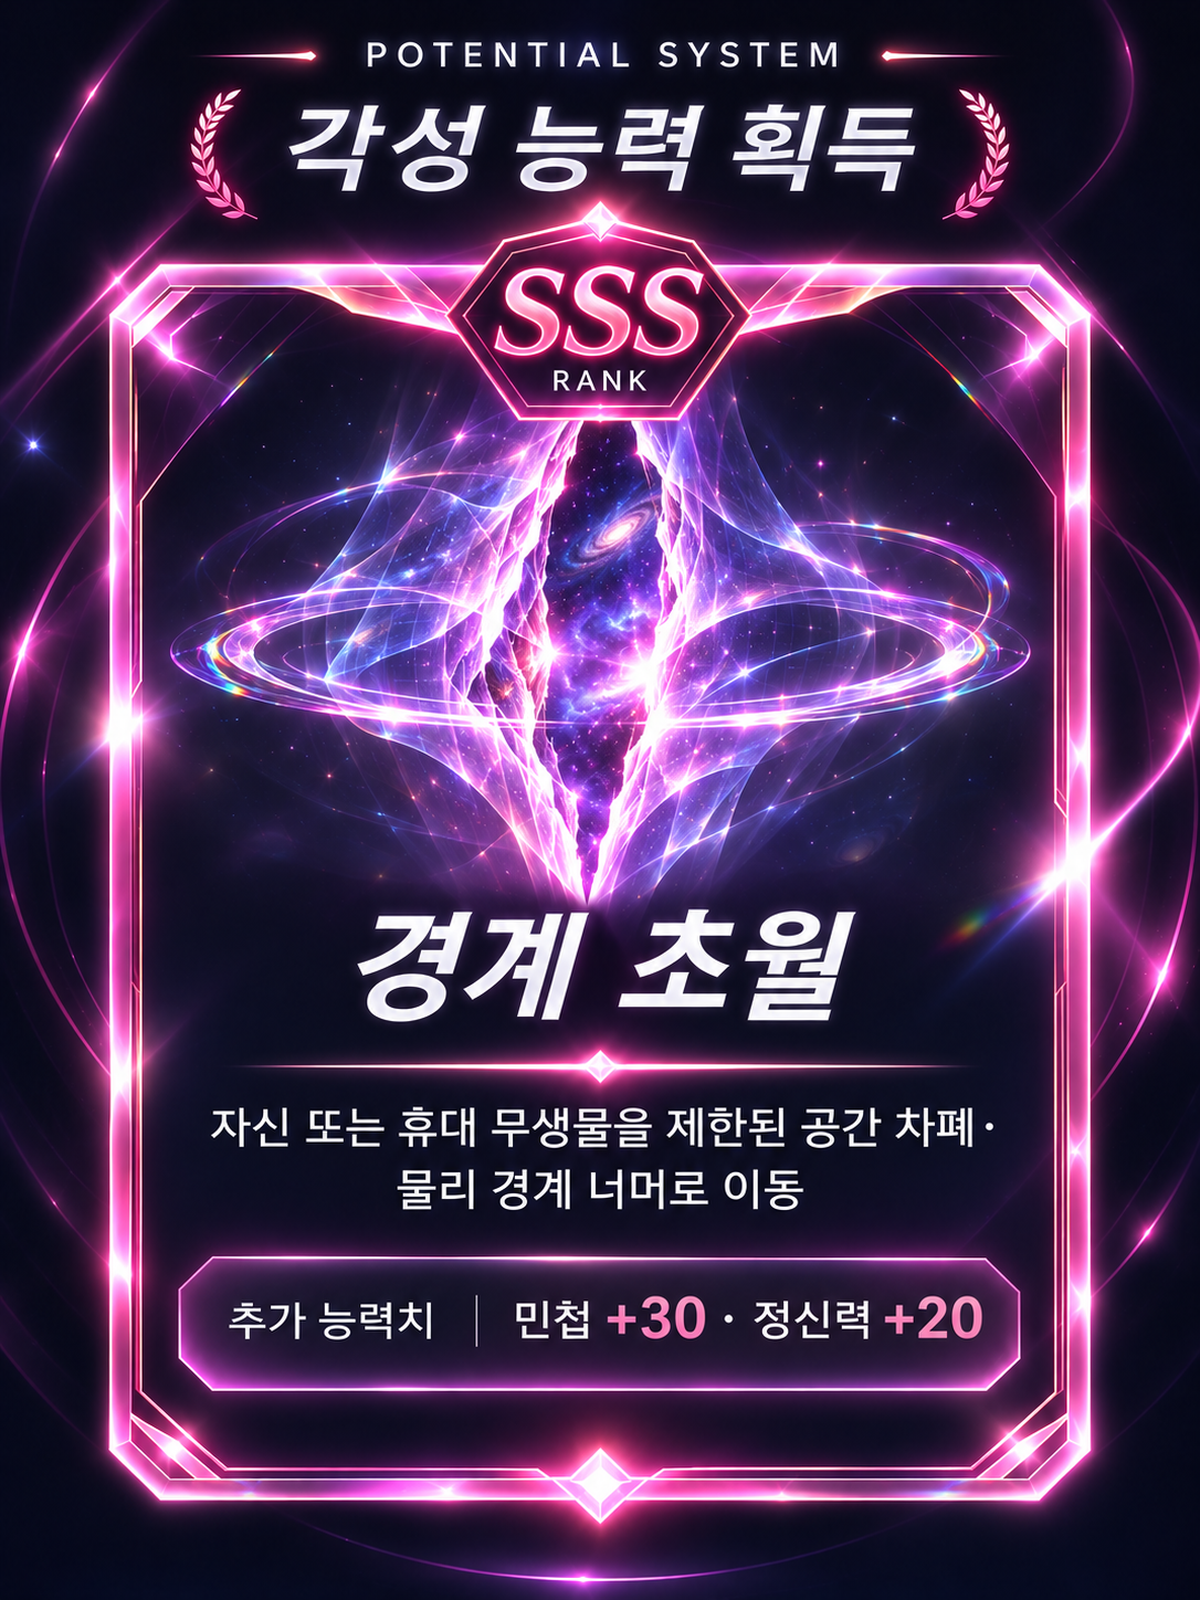 POTENTIAL SYSTEM
각성 능력 획득
SSS
RANK
경계 초월
자신 또는 휴대 무생물을 제한된 공간 차폐·
물리 경계 너머로 이동
추가 능력치 | 민첩 +30 · 정신력 +20